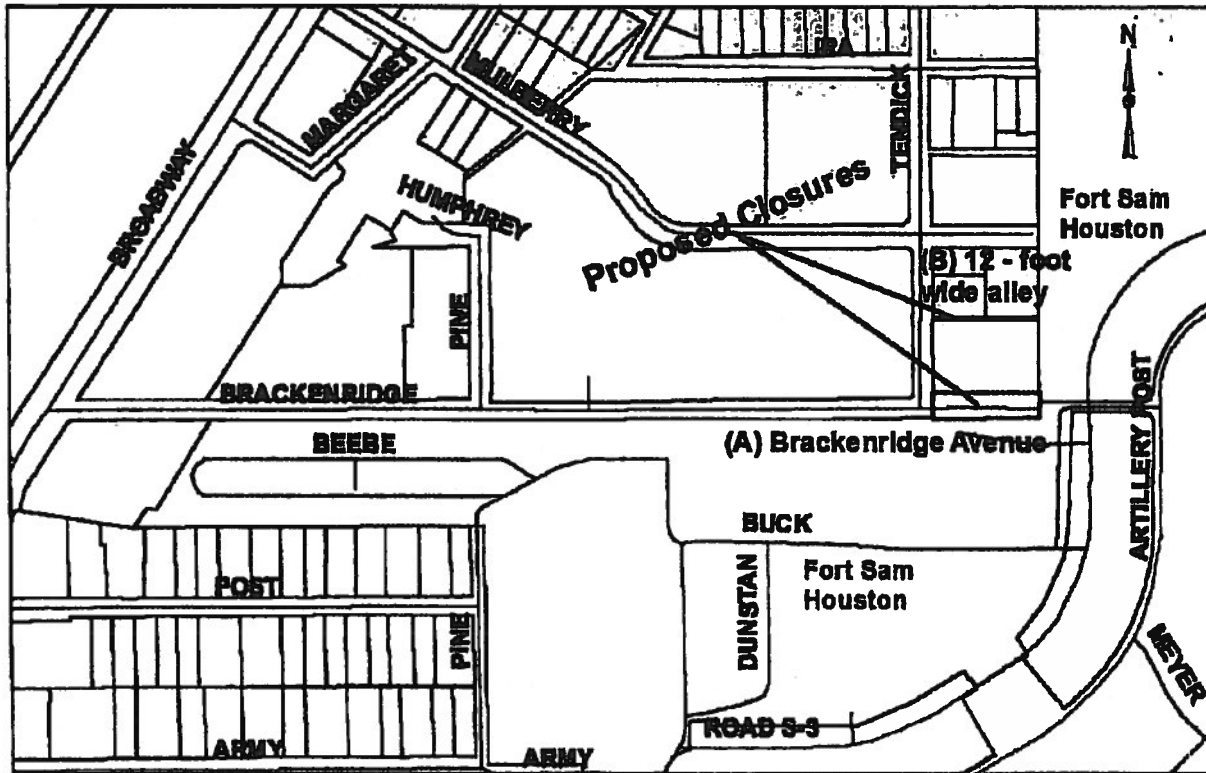 IRA
N
MARGARET
MULBERRY
TENDICK
BROADWAY
HUMPHREY
Proposed Closures
Fort Sam
Houston
(B) 12 - foot
wide alley
PINE
BRACKENRIDGE
ARTILLERY POST
BEEBE
(A) Brackenridge Avenue
BUCK
POST
PINE
DUNSTAN
Fort Sam
Houston
MEYER
ROAD S-3
ARMY
ARMY